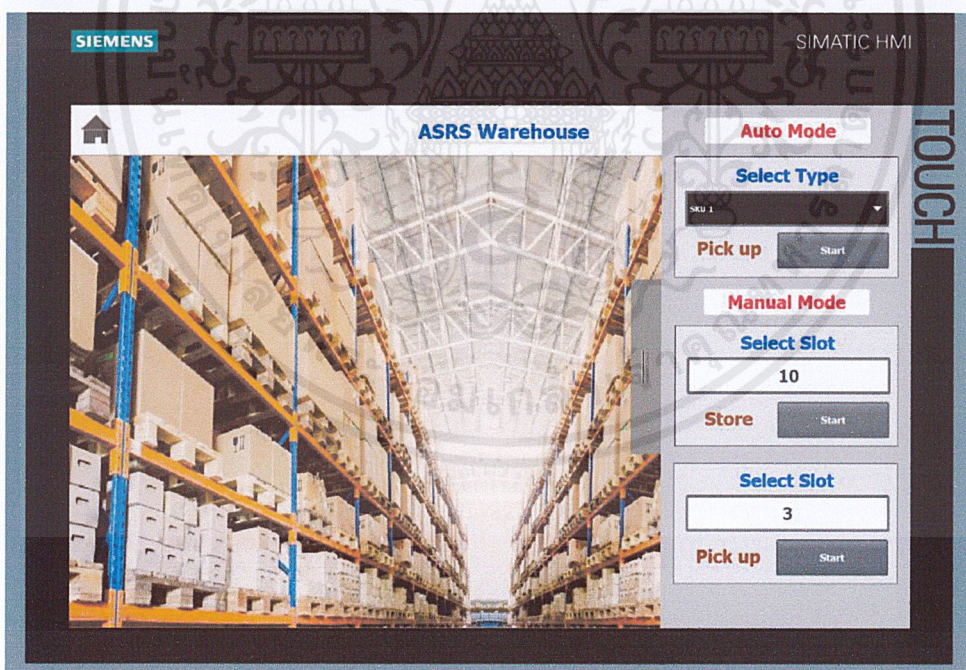 SIEMENS
SIMATIC HMI
TOUCH
ASRS Warehouse
Auto Mode
Select Type
SKU 1
Pick up
Start
Manual Mode
Select Slot
10
Store
Start
Select Slot
3
Pick up
Start